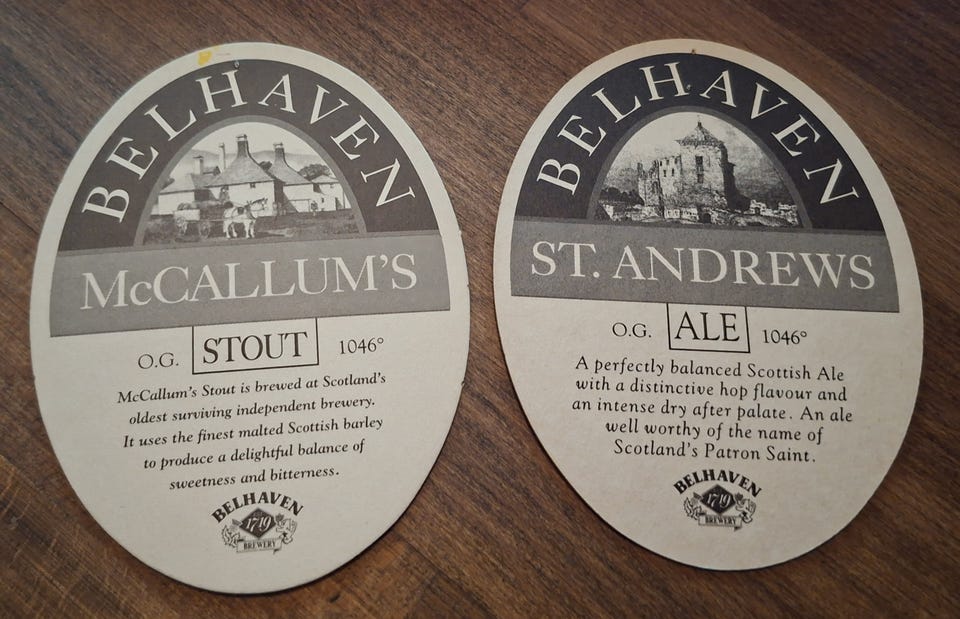 BELHAVEN
McCALLUM'S
O.G. STOUT 1046°
McCallum's Stout is brewed at Scotland's
oldest surviving independent brewery.
It uses the finest malted Scottish barley
to produce a delightful balance of
sweetness and bitterness.
BELHAVEN
1719
BREWERY
BELHAVEN
ST. ANDREWS
O.G. ALE 1046°
A perfectly balanced Scottish Ale
with a distinctive hop flavour and
an intense dry after palate. An ale
well worthy of the name of
Scotland's Patron Saint.
BELHAVEN
1719
BREWERY